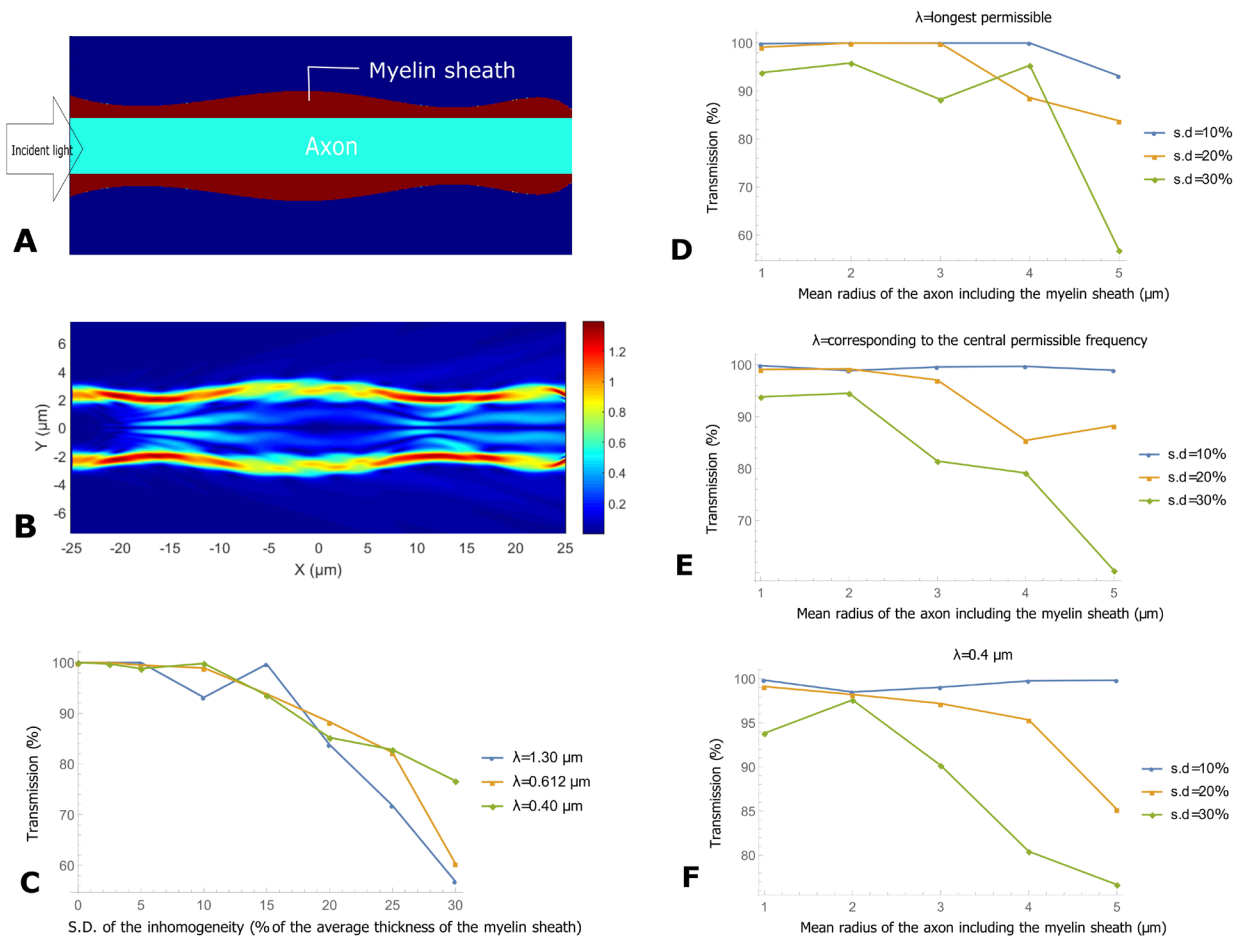 Myelin sheath
Incident light
Axon
A
6
4
2
0
-2
-4
-6
Y (µm)
-25 -20 -15 -10 -5 0 5 10 15 20 25
X (µm)
1.2
1
0.8
0.6
0.4
0.2
B
100
90
80
70
60
Transmission (%)
0 5 10 15 20 25 30
S.D. of the inhomogeneity (% of the average thickness of the myelin sheath)
λ=1.30 µm
λ=0.612 µm
λ=0.40 µm
C
λ=longest permissible
100
90
80
70
60
Transmission (%)
1 2 3 4 5
Mean radius of the axon including the myelin sheath (µm)
s.d=10%
s.d=20%
s.d=30%
D
λ=corresponding to the central permissible frequency
100
90
80
70
Transmission (%)
1 2 3 4 5
Mean radius of the axon including the myelin sheath (µm)
s.d=10%
s.d=20%
s.d=30%
E
λ=0.4 µm
100
95
90
85
80
Transmission (%)
1 2 3 4 5
Mean radius of the axon including the myelin sheath (µm)
s.d=10%
s.d=20%
s.d=30%
F